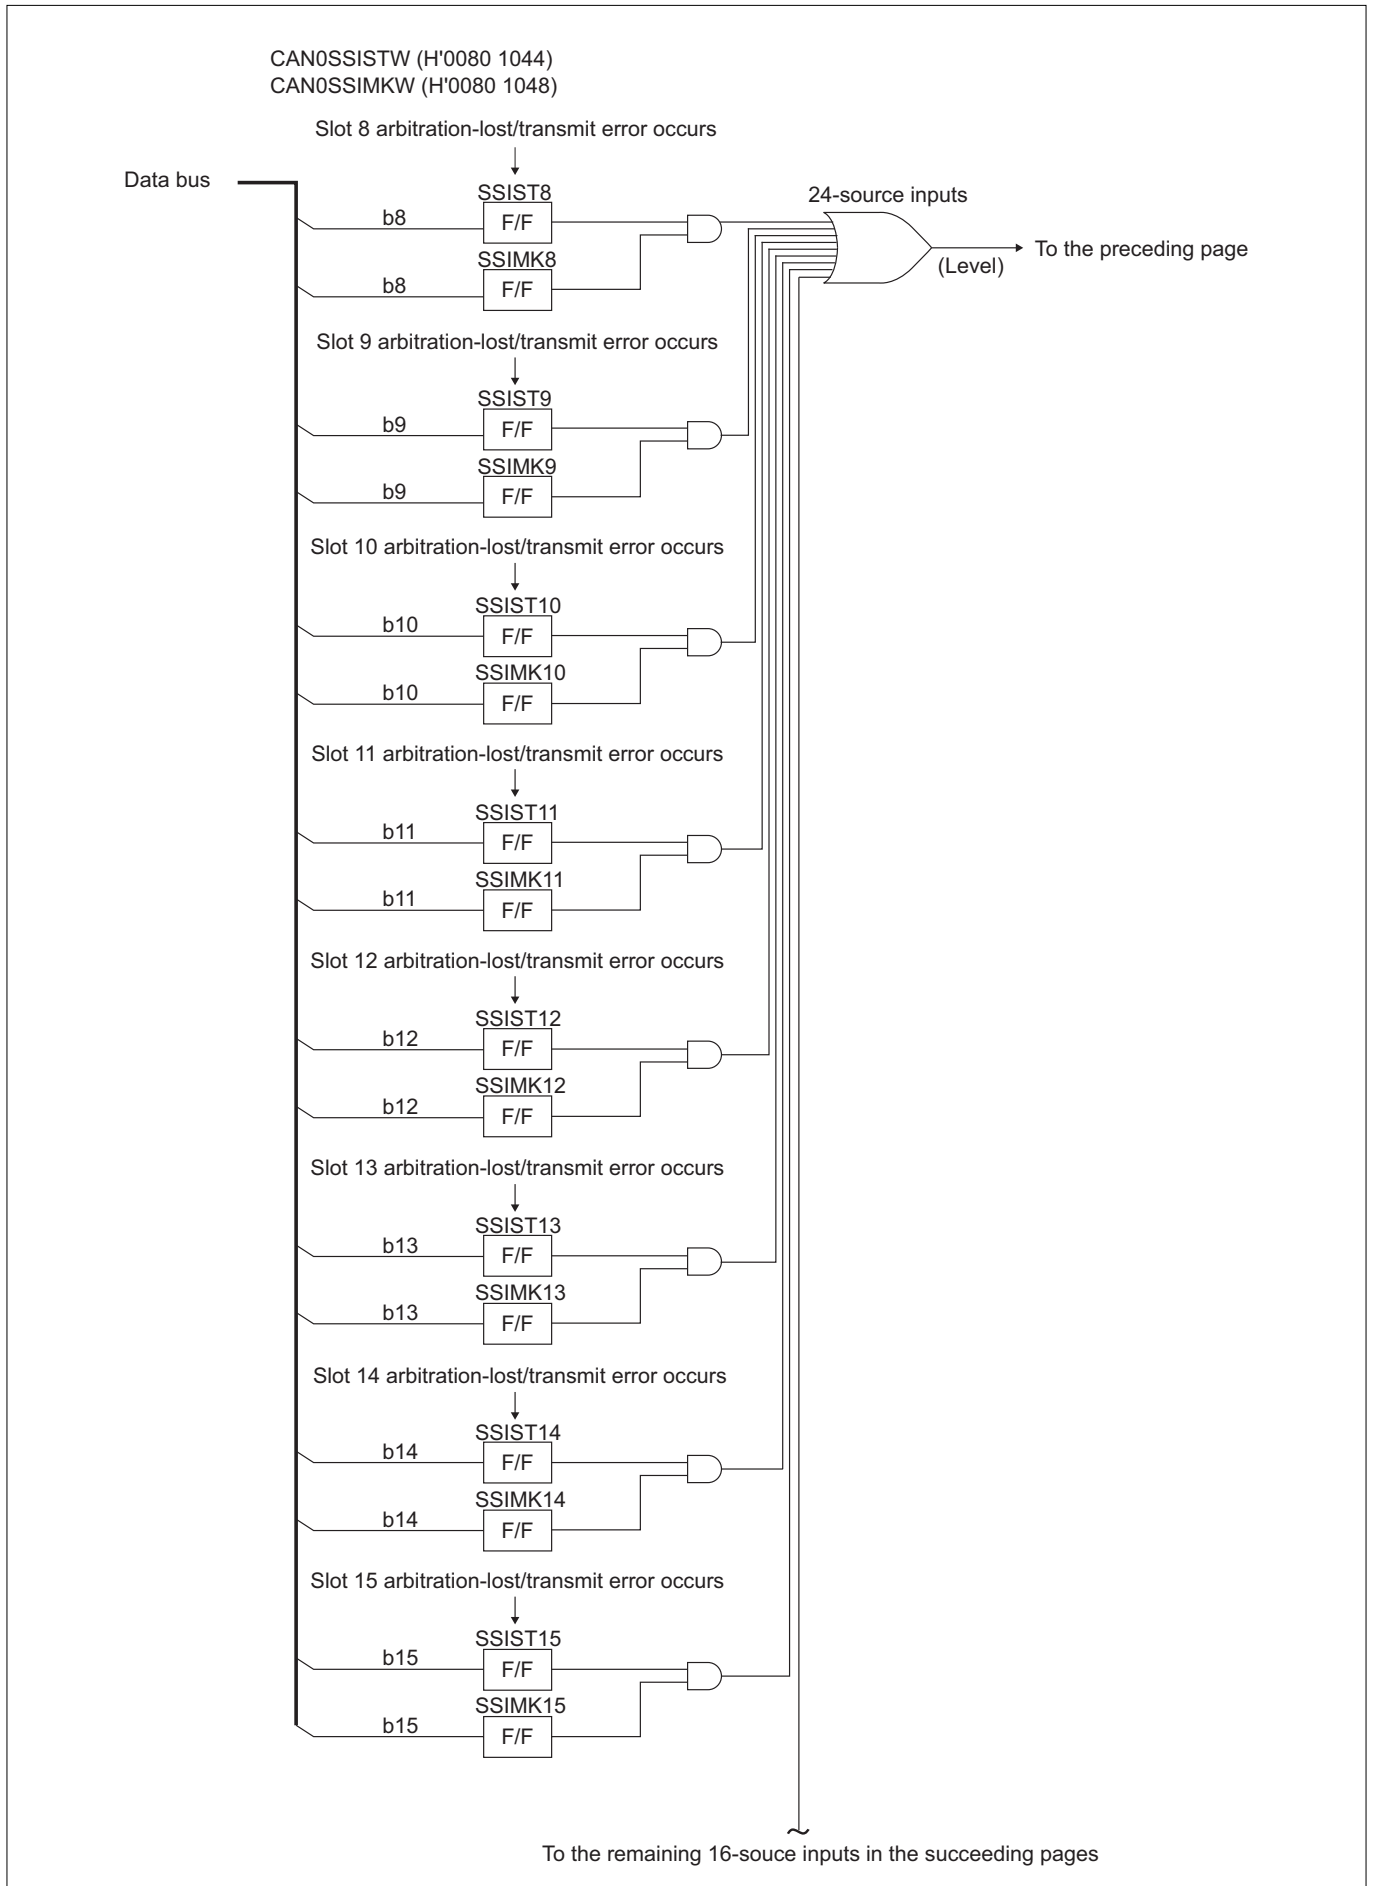 CAN0SSISTW (H'0080 1044)
CAN0SSIMKW (H'0080 1048)
Slot 8 arbitration-lost/transmit error occurs
Data bus
SSIST8
24-source inputs
b8
F/F
To the preceding page
(Level)
SSIMK8
b8
F/F
Slot 9 arbitration-lost/transmit error occurs
SSIST9
b9
F/F
SSIMK9
b9
F/F
Slot 10 arbitration-lost/transmit error occurs
SSIST10
b10
F/F
SSIMK10
b10
F/F
Slot 11 arbitration-lost/transmit error occurs
SSIST11
b11
F/F
SSIMK11
b11
F/F
Slot 12 arbitration-lost/transmit error occurs
SSIST12
b12
F/F
SSIMK12
b12
F/F
Slot 13 arbitration-lost/transmit error occurs
SSIST13
b13
F/F
SSIMK13
b13
F/F
Slot 14 arbitration-lost/transmit error occurs
SSIST14
b14
F/F
SSIMK14
b14
F/F
Slot 15 arbitration-lost/transmit error occurs
SSIST15
b15
F/F
SSIMK15
b15
F/F
To the remaining 16-souce inputs in the succeeding pages